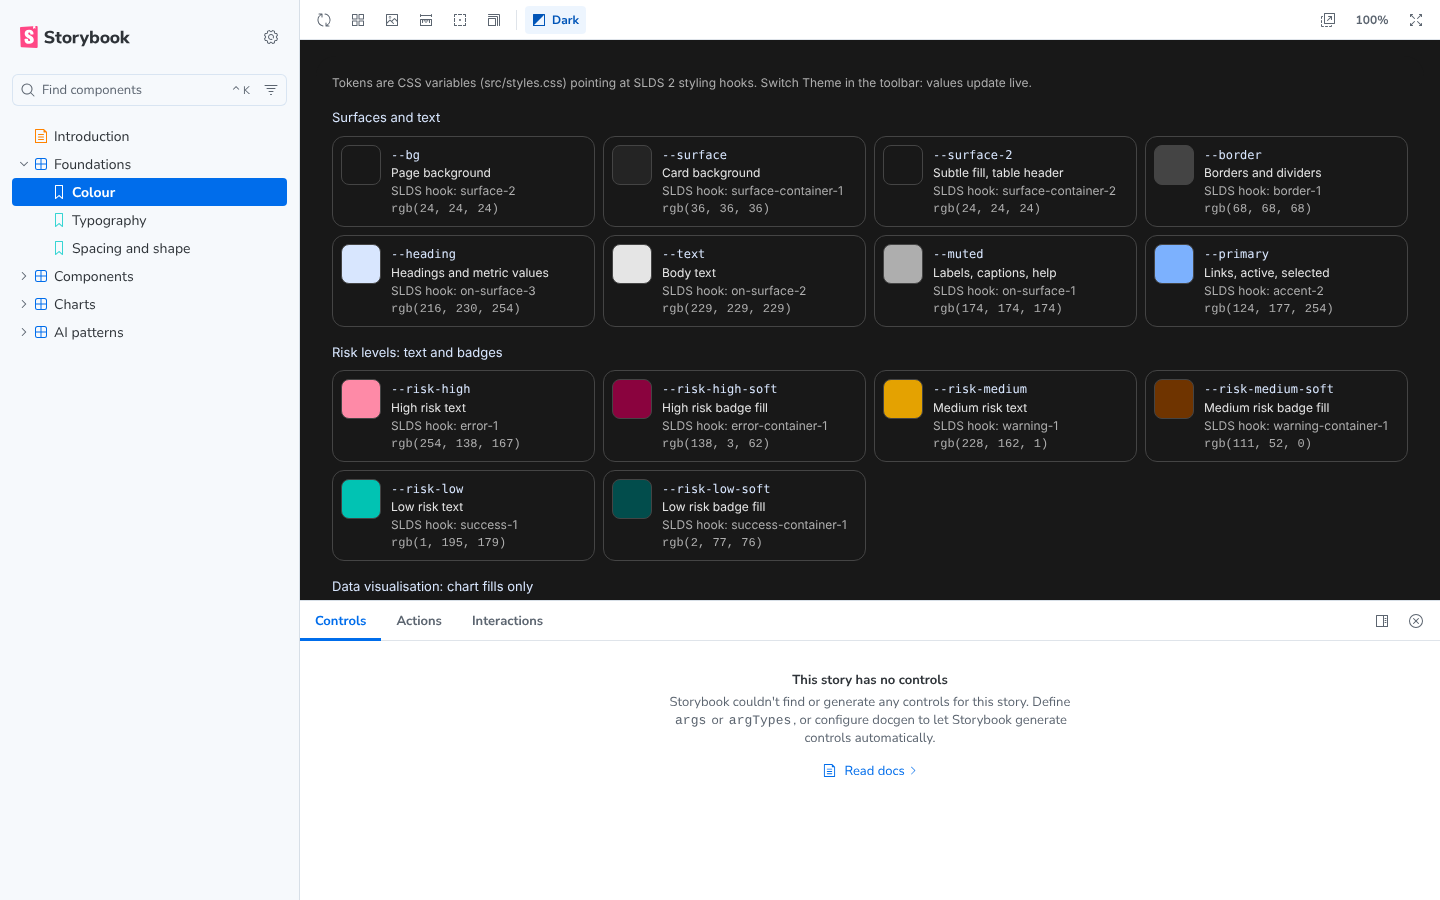 Storybook
Find components
^ K
Introduction
Foundations
Colour
Typography
Spacing and shape
Components
Charts
AI patterns
Dark
100%
Tokens are CSS variables (src/styles.css) pointing at SLDS 2 styling hooks. Switch Theme in the toolbar: values update live.
Surfaces and text
--bg
Page background
SLDS hook: surface-2
rgb(24, 24, 24)
--surface
Card background
SLDS hook: surface-container-1
rgb(36, 36, 36)
--surface-2
Subtle fill, table header
SLDS hook: surface-container-2
rgb(24, 24, 24)
--border
Borders and dividers
SLDS hook: border-1
rgb(68, 68, 68)
--heading
Headings and metric values
SLDS hook: on-surface-3
rgb(216, 230, 254)
--text
Body text
SLDS hook: on-surface-2
rgb(229, 229, 229)
--muted
Labels, captions, help
SLDS hook: on-surface-1
rgb(174, 174, 174)
--primary
Links, active, selected
SLDS hook: accent-2
rgb(124, 177, 254)
Risk levels: text and badges
--risk-high
High risk text
SLDS hook: error-1
rgb(254, 138, 167)
--risk-high-soft
High risk badge fill
SLDS hook: error-container-1
rgb(138, 3, 62)
--risk-medium
Medium risk text
SLDS hook: warning-1
rgb(228, 162, 1)
--risk-medium-soft
Medium risk badge fill
SLDS hook: warning-container-1
rgb(111, 52, 0)
--risk-low
Low risk text
SLDS hook: success-1
rgb(1, 195, 179)
--risk-low-soft
Low risk badge fill
SLDS hook: success-container-1
rgb(2, 77, 76)
Data visualisation: chart fills only
Controls
Actions
Interactions
This story has no controls
Storybook couldn't find or generate any controls for this story. Define
args or argTypes, or configure docgen to let Storybook generate
controls automatically.
Read docs